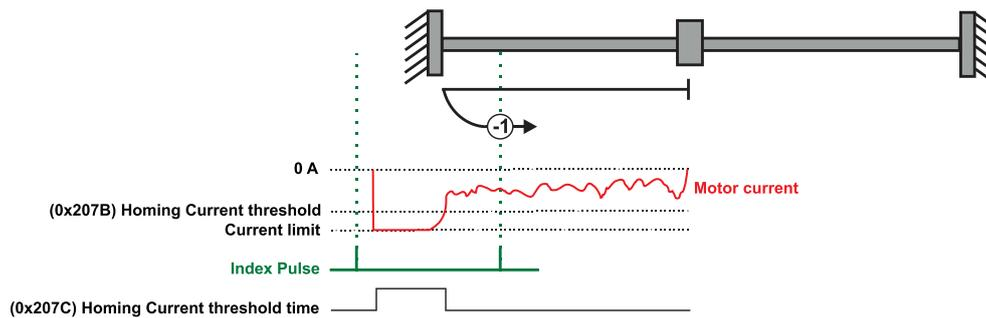 -1
0 A
Motor current
(0x207B) Homing Current threshold
Current limit
Index Pulse
(0x207C) Homing Current threshold time